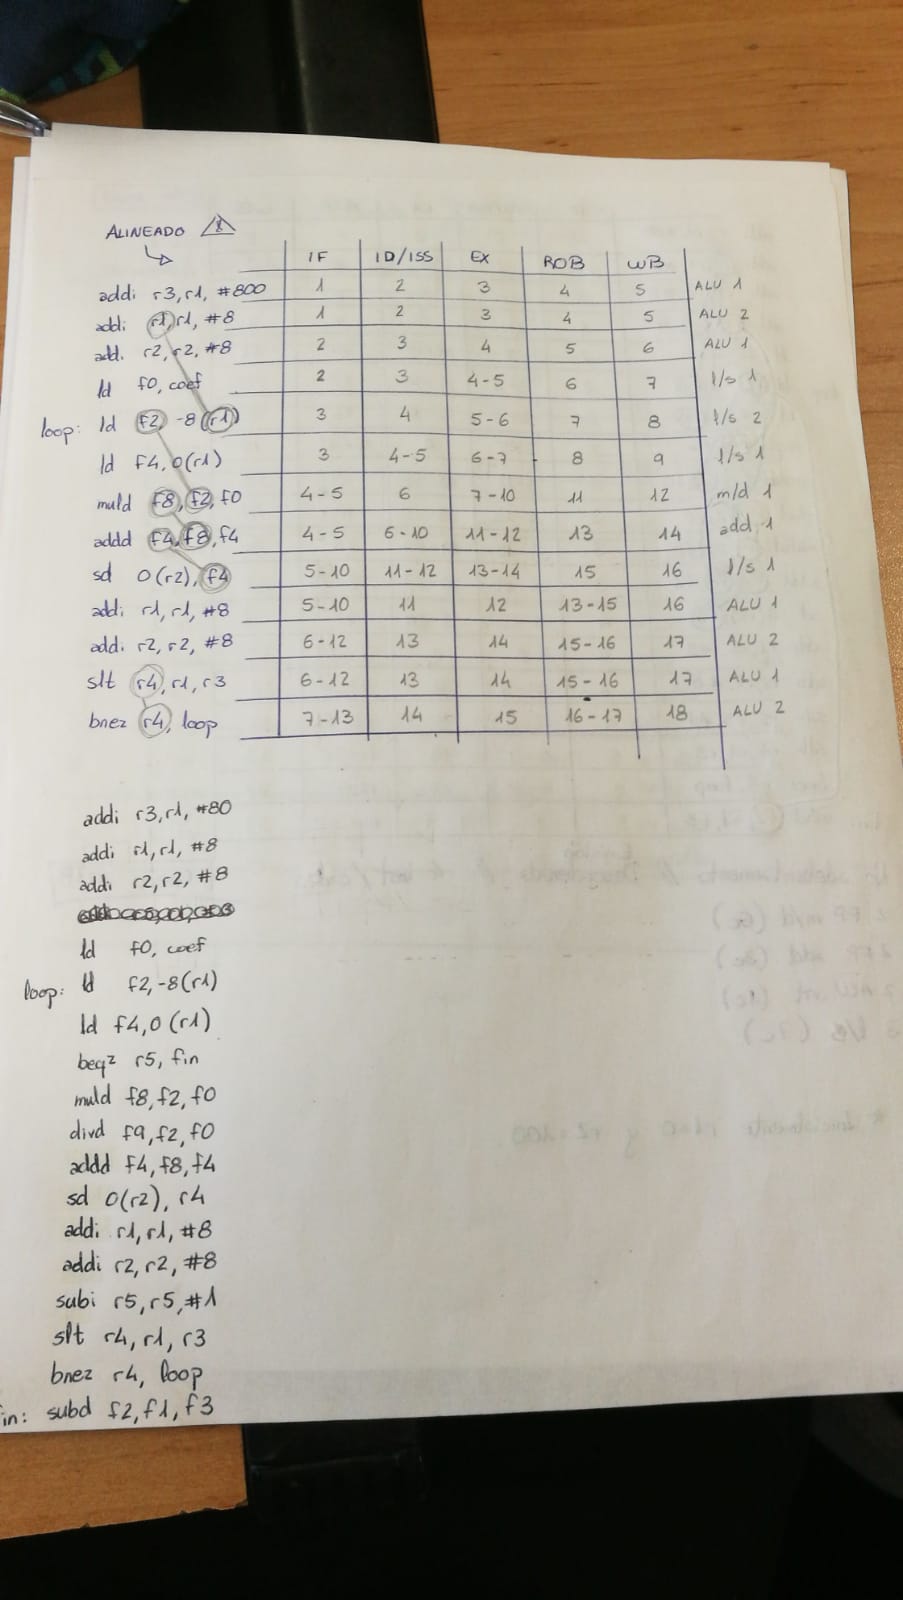 ALINEADO
IF ID/ISS EX ROB WB
addi r3,r1, #800 1 2 3 4 5 ALU 1
addi r1,r1, #8 1 2 3 4 5 ALU 2
add. r2,r2, #8 2 3 4 5 6 ALU 1
ld f0, coef 2 3 4-5 6 7 l/s 1
loop: ld f2, -8(r1) 3 4 5-6 7 8 l/s 2
ld f4, 0(r1) 3 4-5 6-7 8 9 l/s 1
muld f8, f2, f0 4-5 6 7-10 11 12 m/d 1
addd f4, f8, f4 4-5 6-10 11-12 13 14 add 1
sd 0(r2), f4 5-10 11-12 13-14 15 16 l/s 1
addi r1, r1, #8 5-10 11 12 13-15 16 ALU 1
addi r2, r2, #8 6-12 13 14 15-16 17 ALU 2
slt r4, r1, r3 6-12 13 14 15-16 17 ALU 1
bnez r4, loop 7-13 14 15 16-17 18 ALU 2
addi r3,r1, #80
addi r1,r1, #8
addi r2,r2, #8
ld f0, coef
loop: ld f2,-8(r1)
ld f4,0(r1)
beqz r5, fin
muld f8, f2, f0
divd f9, f2, f0
addd f4, f8, f4
sd 0(r2), r4
addi r1, r1, #8
addi r2, r2, #8
subi r5, r5, #1
slt r4, r1, r3
bnez r4, loop
in: subd f2, f1, f3